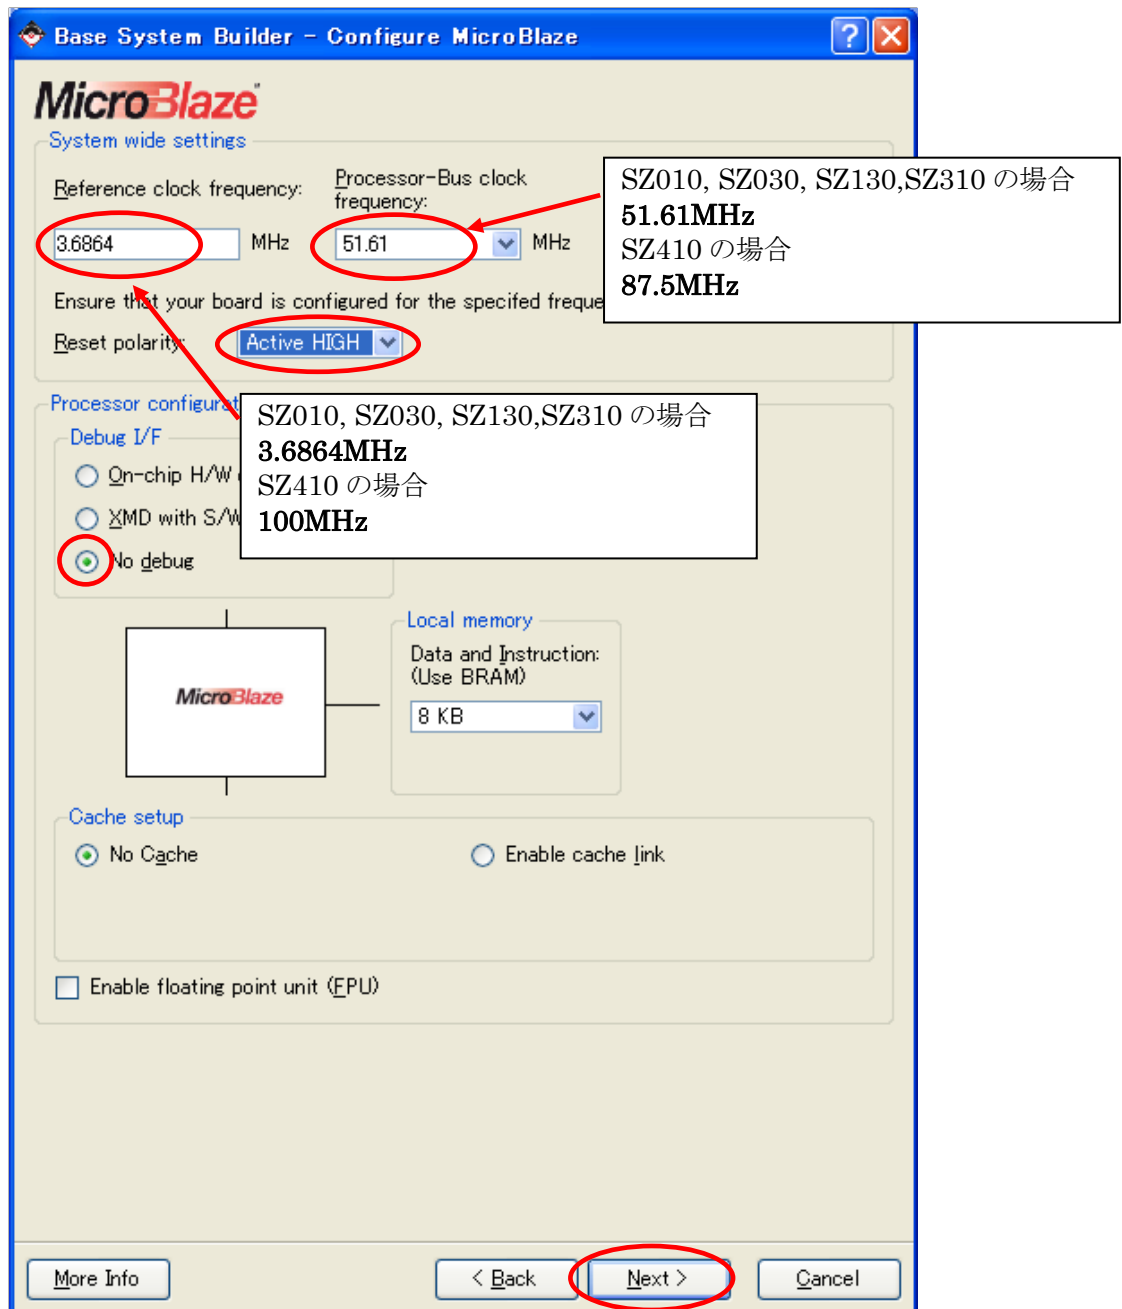 Base System Builder - Configure MicroBlaze
MicroBlaze
System wide settings
Reference clock frequency:
Processor-Bus clock
frequency:
3.6864 MHz
51.61 MHz
SZ010, SZ030, SZ130,SZ310 の場合
51.61MHz
SZ410 の場合
87.5MHz
Ensure that your board is configured for the specifed freque
Reset polarity:
Active HIGH
Processor configurat
SZ010, SZ030, SZ130,SZ310 の場合
3.6864MHz
SZ410 の場合
100MHz
Debug I/F
On-chip H/W
XMD with S/W
No debug
Local memory
Data and Instruction:
(Use BRAM)
8 KB
MicroBlaze
Cache setup
No Cache
Enable cache link
Enable floating point unit (FPU)
More Info
< Back
Next >
Cancel